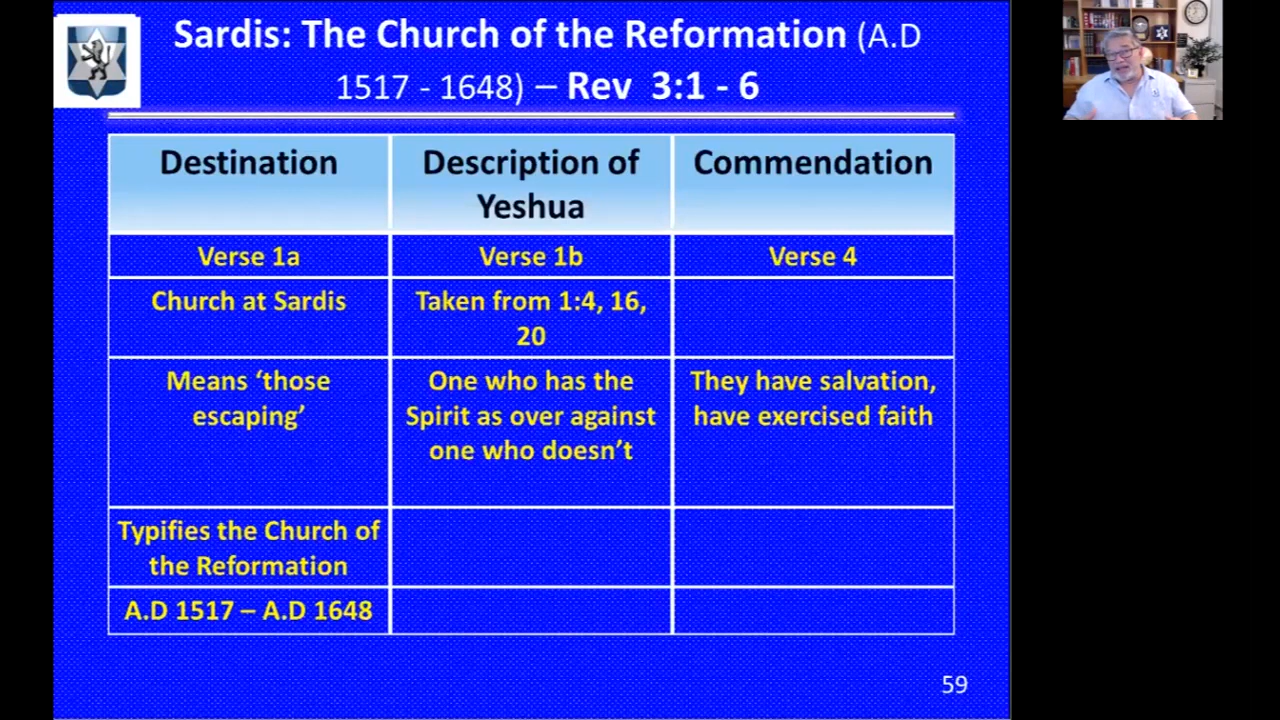 Sardis: The Church of the Reformation (A.D
1517 - 1648) – Rev 3:1 - 6
Destination
Description of
Yeshua
Commendation
Verse 1a
Verse 1b
Verse 4
Church at Sardis
Taken from 1:4, 16,
20
Means ‘those
escaping’
One who has the
Spirit as over against
one who doesn’t
They have salvation,
have exercised faith
Typifies the Church of
the Reformation
A.D 1517 – A.D 1648
59